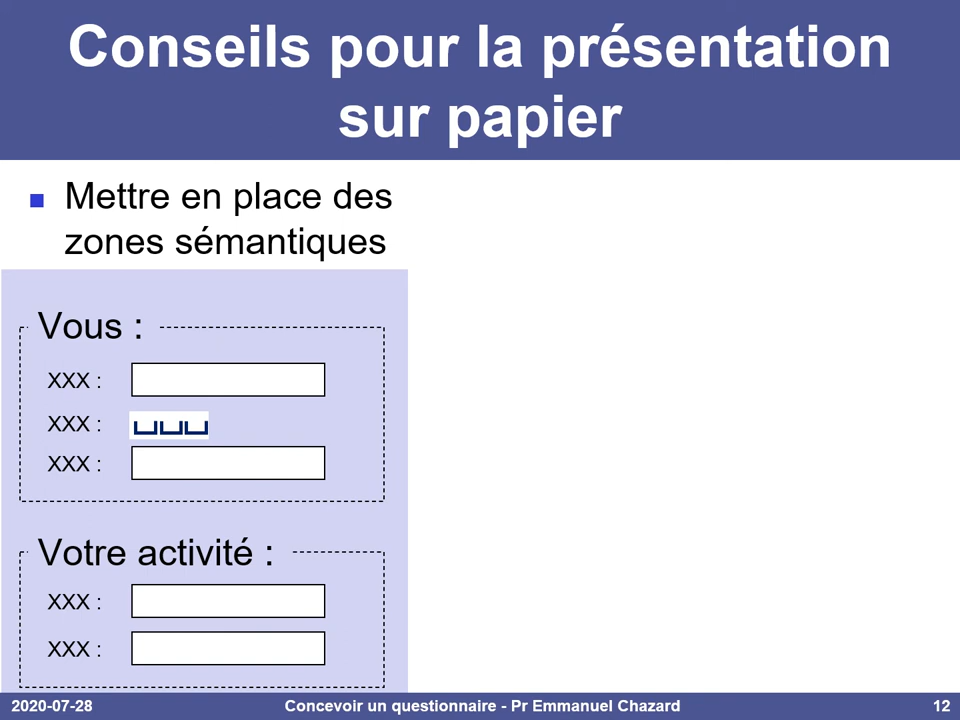 Conseils pour la présentation
sur papier
Mettre en place des
zones sémantiques
Vous :
XXX :
XXX :
XXX :
Votre activité :
XXX :
XXX :
2020-07-28
Concevoir un questionnaire - Pr Emmanuel Chazard
12